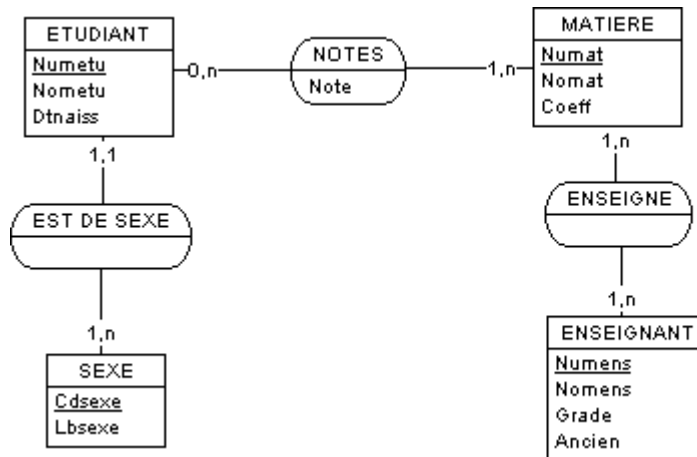 ETUDIANT
Numetu
Nometu
Dtnaiss
0,n
NOTES
Note
1,n
MATIERE
Numat
Nomat
Coeff
1,1
EST DE SEXE
1,n
SEXE
Cdsexe
Lbsexe
1,n
ENSEIGNE
1,n
ENSEIGNANT
Numens
Nomens
Grade
Ancien